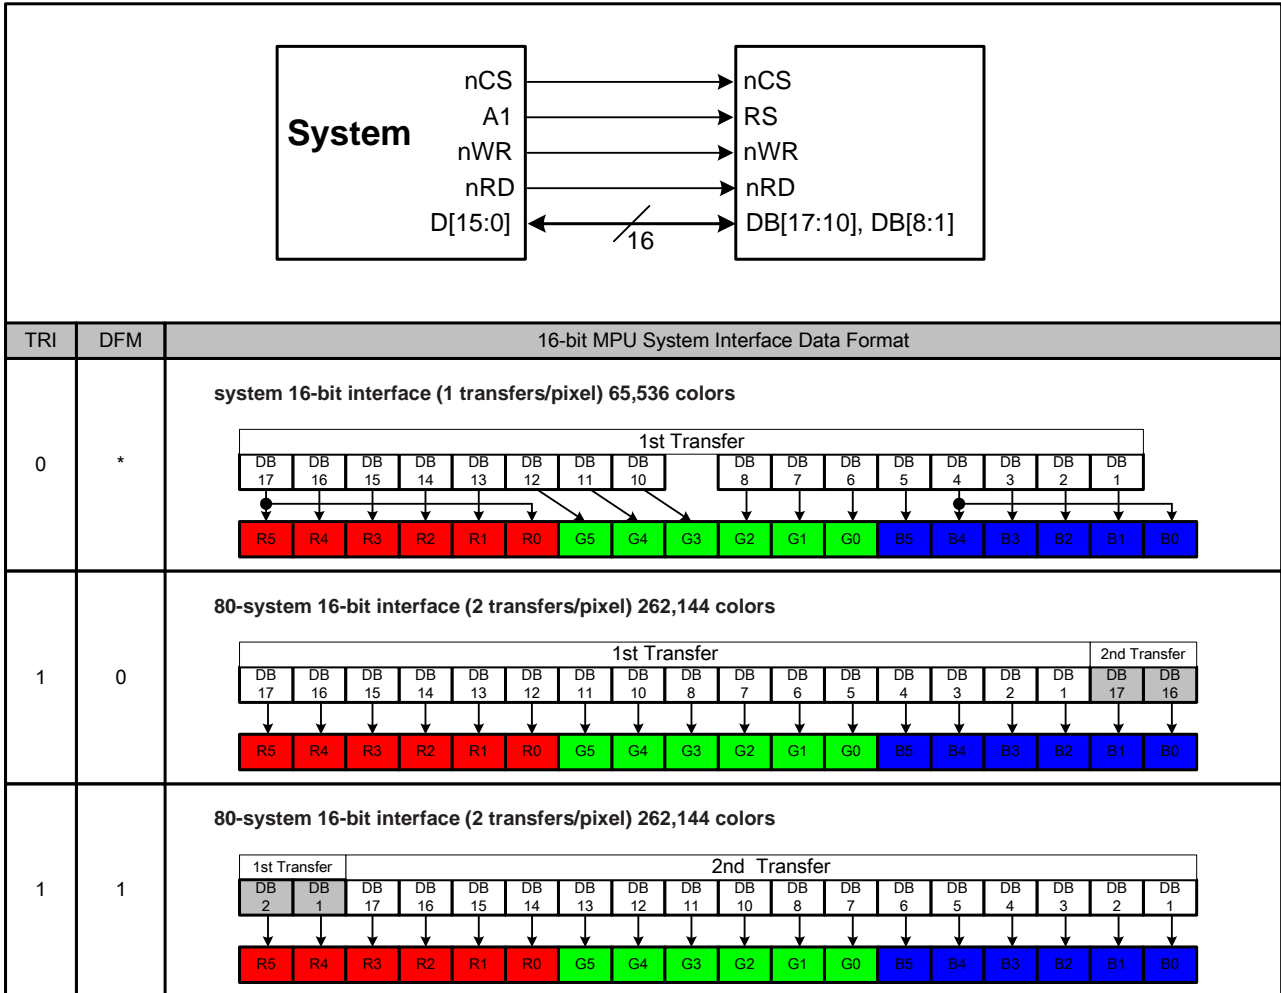 nCS nCS
System A1 RS
nWR nWR
nRD nRD
D[15:0] 16 DB[17:10], DB[8:1]
TRI DFM 16-bit MPU System Interface Data Format
system 16-bit interface (1 transfers/pixel) 65,536 colors
0 *
1st Transfer
DB DB DB DB DB DB DB DB DB DB DB DB DB DB DB DB
17 16 15 14 13 12 11 10 8 7 6 5 4 3 2 1
R5 R4 R3 R2 R1 R0 G5 G4 G3 G2 G1 G0 B5 B4 B3 B2 B1 B0
80-system 16-bit interface (2 transfers/pixel) 262,144 colors
1 0
1st Transfer 2nd Transfer
DB DB DB DB DB DB DB DB DB DB DB DB DB DB DB DB DB DB
17 16 15 14 13 12 11 10 8 7 6 5 4 3 2 1 17 16
R5 R4 R3 R2 R1 R0 G5 G4 G3 G2 G1 G0 B5 B4 B3 B2 B1 B0
80-system 16-bit interface (2 transfers/pixel) 262,144 colors
1 1
1st Transfer 2nd Transfer
DB DB DB DB DB DB DB DB DB DB DB DB DB DB DB DB DB DB
2 1 17 16 15 14 13 12 11 10 8 7 6 5 4 3 2 1
R5 R4 R3 R2 R1 R0 G5 G4 G3 G2 G1 G0 B5 B4 B3 B2 B1 B0